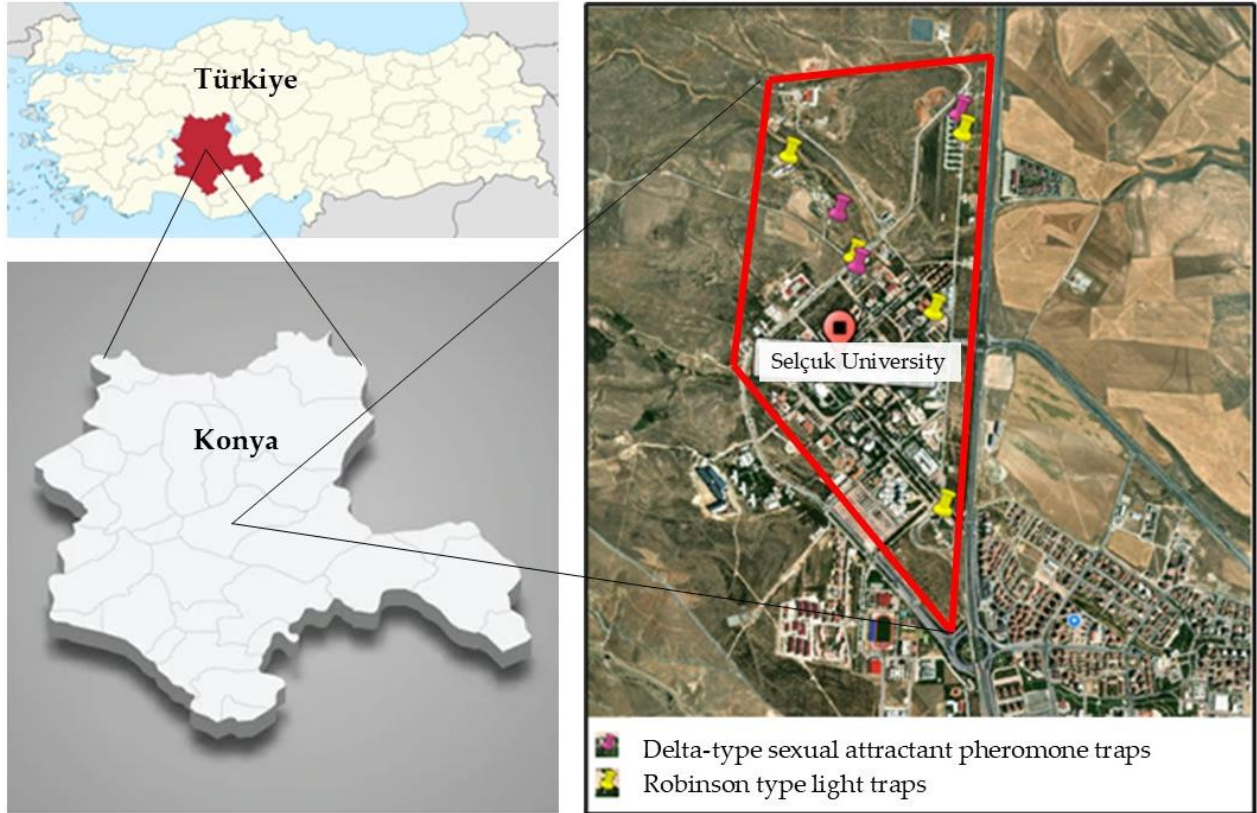 Türkiye
Konya
Selçuk University
Delta-type sexual attractant pheromone traps
Robinson type light traps